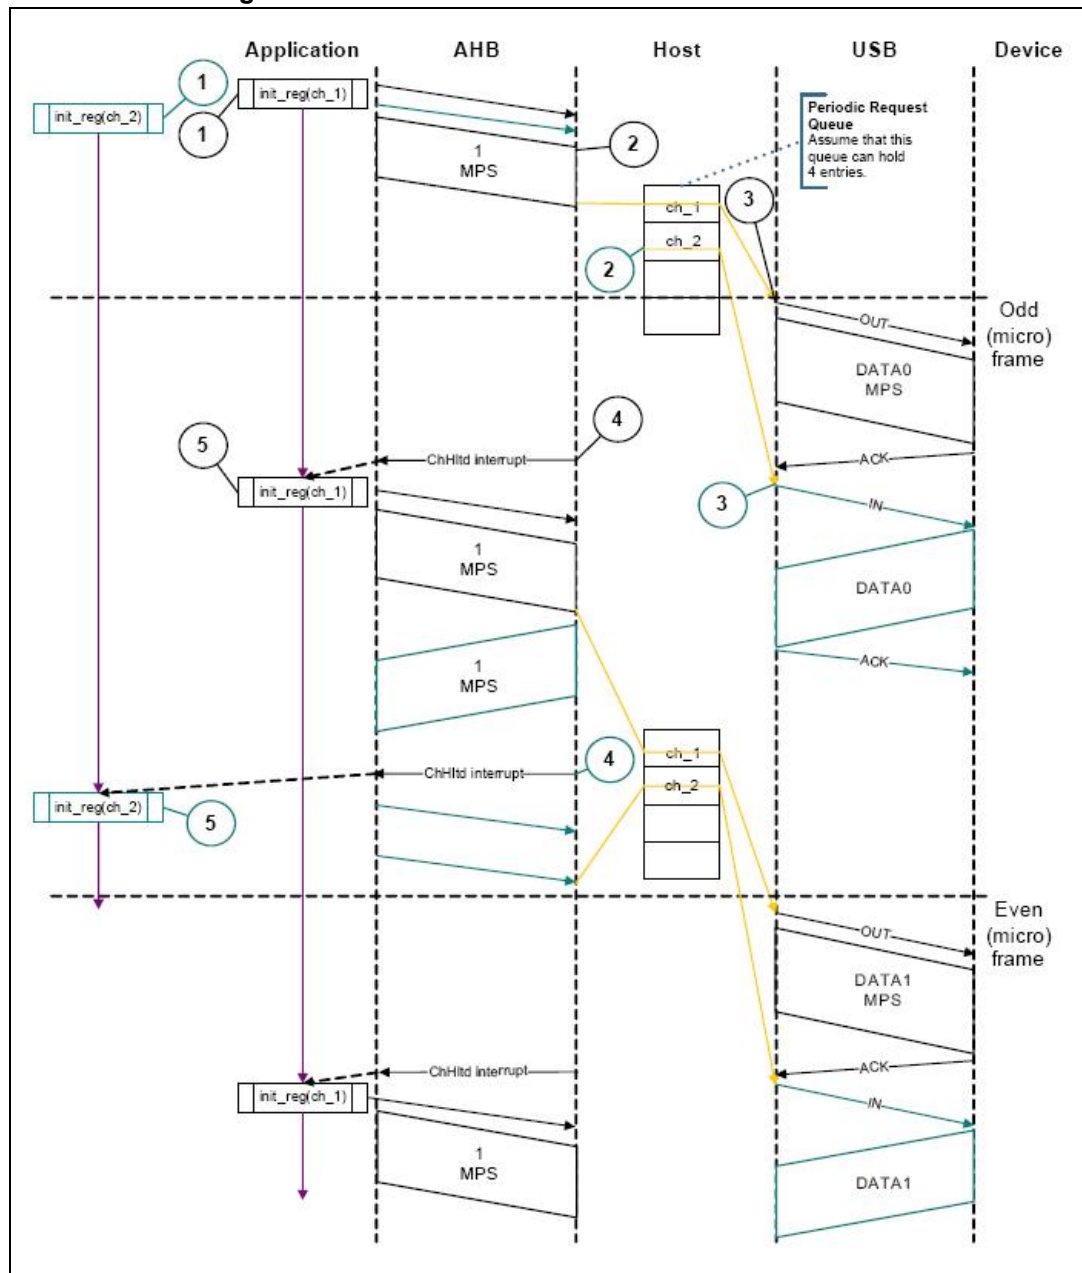 g
Application AHB Host USB Device
1
init_reg(ch_1)
init_reg(ch_2)
1
Periodic Request
Queue
Assume that this
queue can hold
4 entries.
1
MPS
2
3
ch_1
ch_2
2
Odd
(micro)
frame
OUT
DATA0
MPS
4
5
ChHltd interrupt
ACK
init_reg(ch_1)
3
IN
1
MPS
DATA0
1
MPS
ACK
ch_1
4
ChHltd interrupt
ch_2
init_reg(ch_2)
5
Even
(micro)
frame
OUT
DATA1
MPS
ChHltd interrupt
ACK
init_reg(ch_1)
IN
1
MPS
DATA1